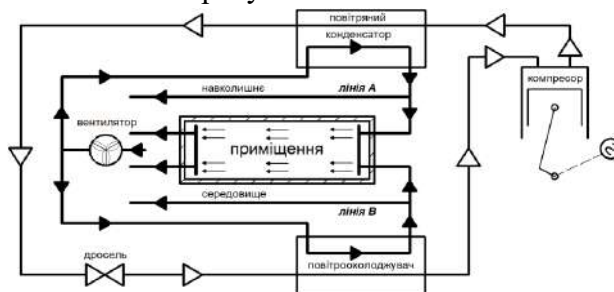 повітряний
конденсатор
компресор
навколишнє
лінія А
вентилятор
приміщення
середовище
лінія В
дросель
повітроохолоджувач